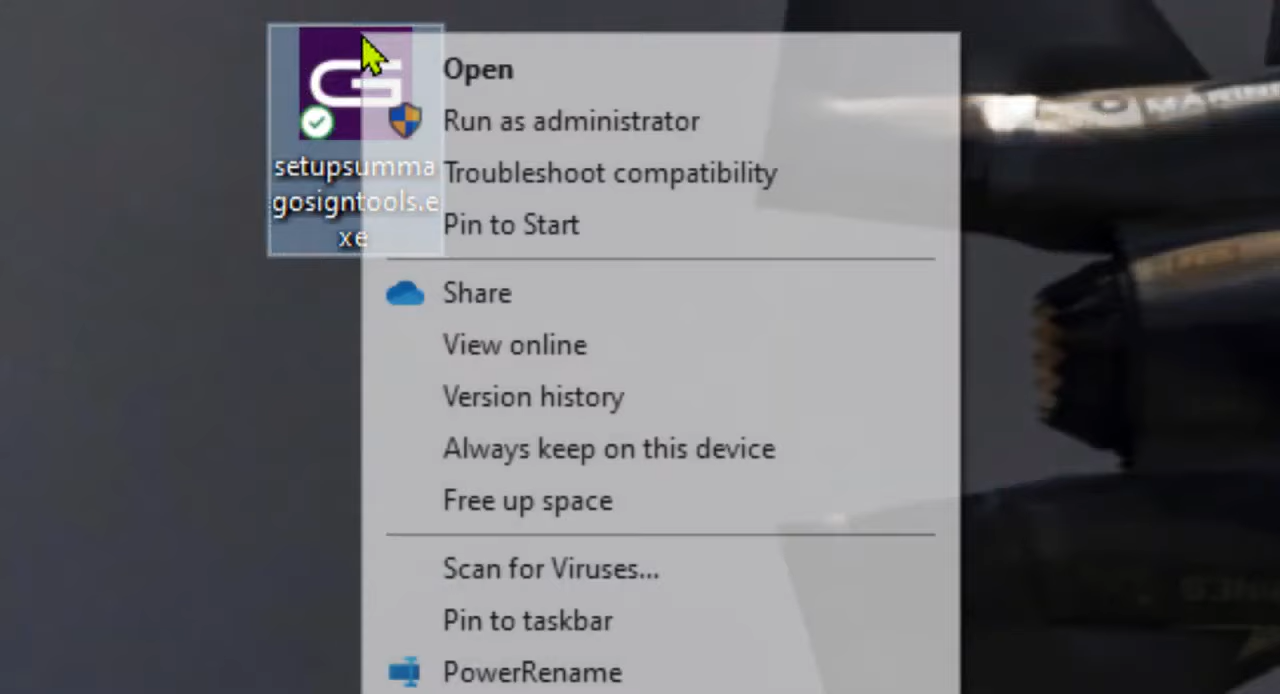 Open
Run as administrator
setupsumma
gosigntools.e
xe
Troubleshoot compatibility
Pin to Start
Share
View online
Version history
Always keep on this device
Free up space
Scan for Viruses...
Pin to taskbar
PowerRename